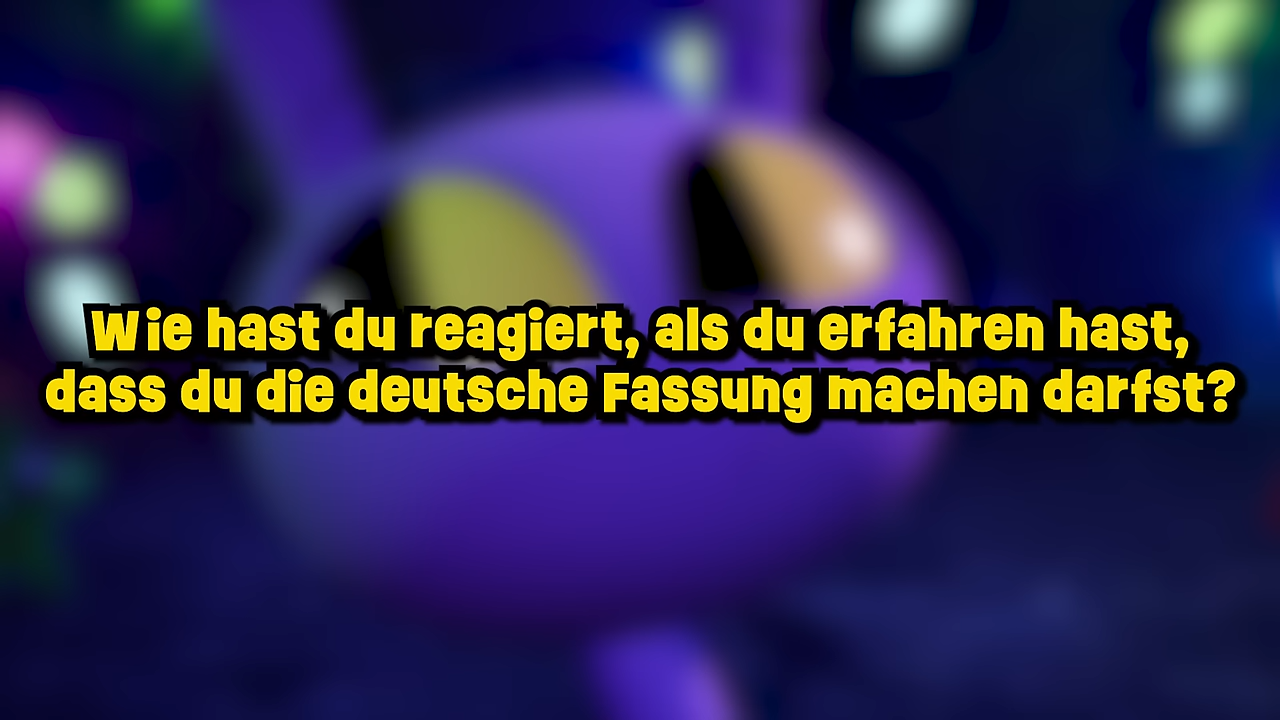 Wie hast du reagiert, als du erfahren hast,
dass du die deutsche Fassung machen darfst?